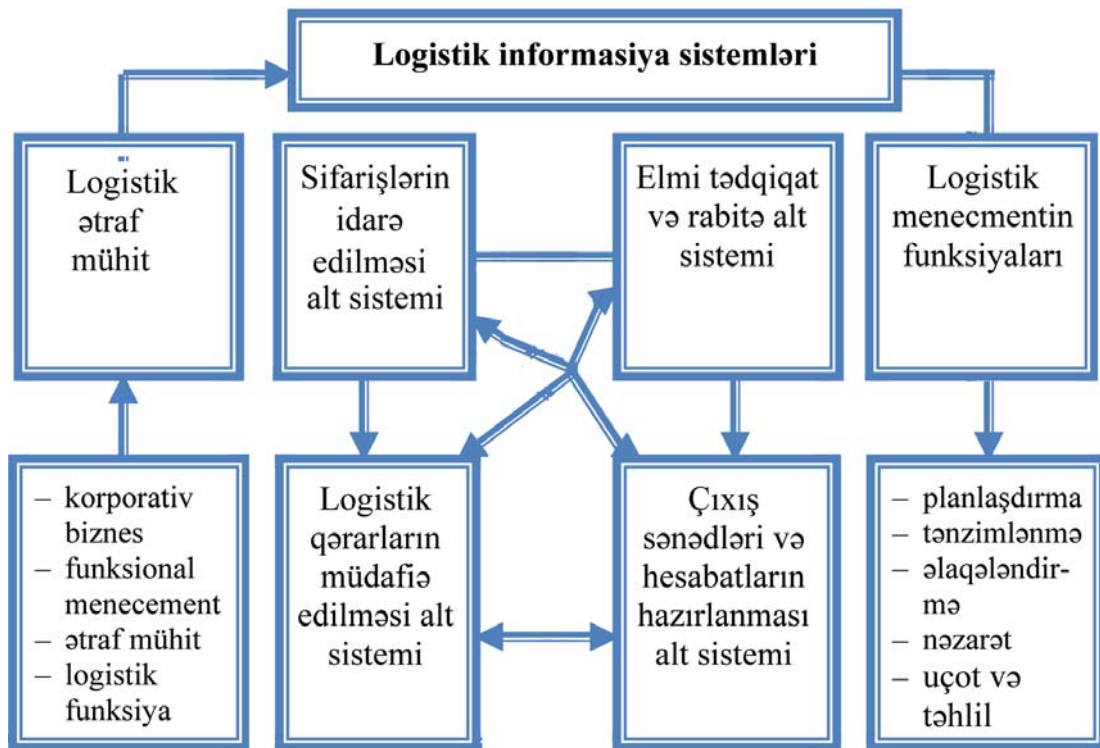 Logistik informasiya sistemləri
Logistik
ətraf
mühit
Sifarişlərin
idarə
edilməsi
alt sistemi
Elmi tədqiqat
və rabitə alt
sistemi
Logistik
menecmentin
funksiyaları
– korporativ
biznes
– funksional
menecement
– ətraf mühit
– logistik
funksiya
Logistik
qərarların
müdafiə
edilməsi alt
sistemi
Çıxış
sənədləri və
hesabatların
hazırlanması
alt sistemi
– planlaşdırma
– tənzimlənmə
– əlaqələndir-
mə
– nəzarət
– uçot və
təhlil